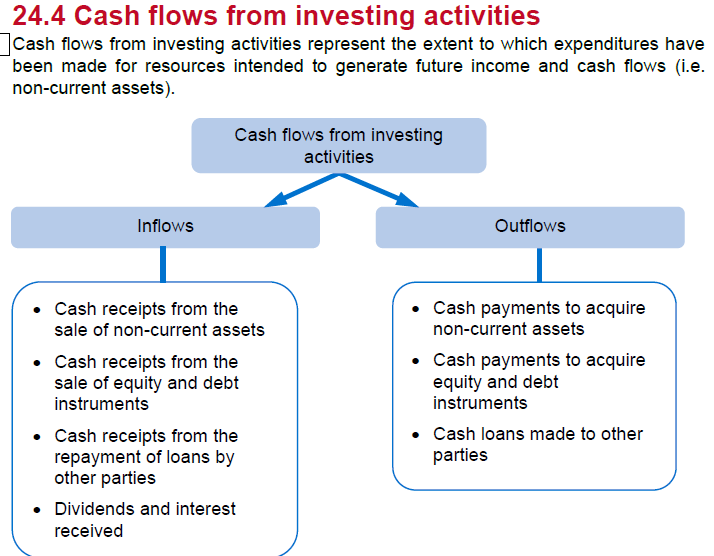 24.4 Cash flows from investing activities
Cash flows from investing activities represent the extent to which expenditures have
been made for resources intended to generate future income and cash flows (i.e.
non-current assets).
Cash flows from investing
activities
Inflows
Outflows
• Cash receipts from the
sale of non-current assets
• Cash receipts from the
sale of equity and debt
instruments
• Cash receipts from the
repayment of loans by
other parties
• Dividends and interest
received
• Cash payments to acquire
non-current assets
• Cash payments to acquire
equity and debt
instruments
• Cash loans made to other
parties